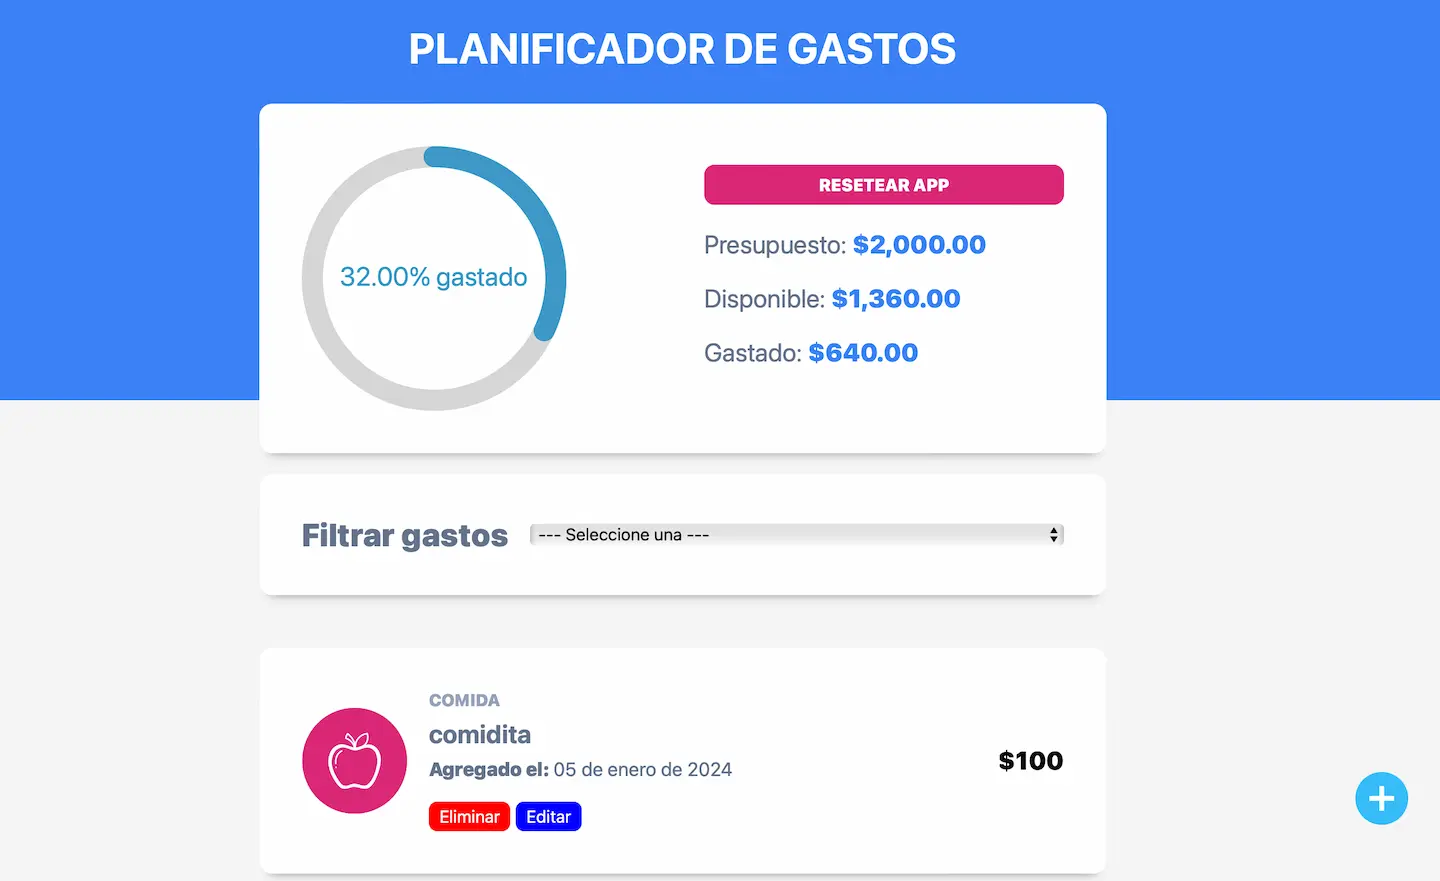 PLANIFICADOR DE GASTOS
32.00% gastado
RESETEAR APP
Presupuesto: $2,000.00
Disponible: $1,360.00
Gastado: $640.00
Filtrar gastos
--- Seleccione una ---
COMIDA
comidita
Agregado el: 05 de enero de 2024
$100
Eliminar
Editar